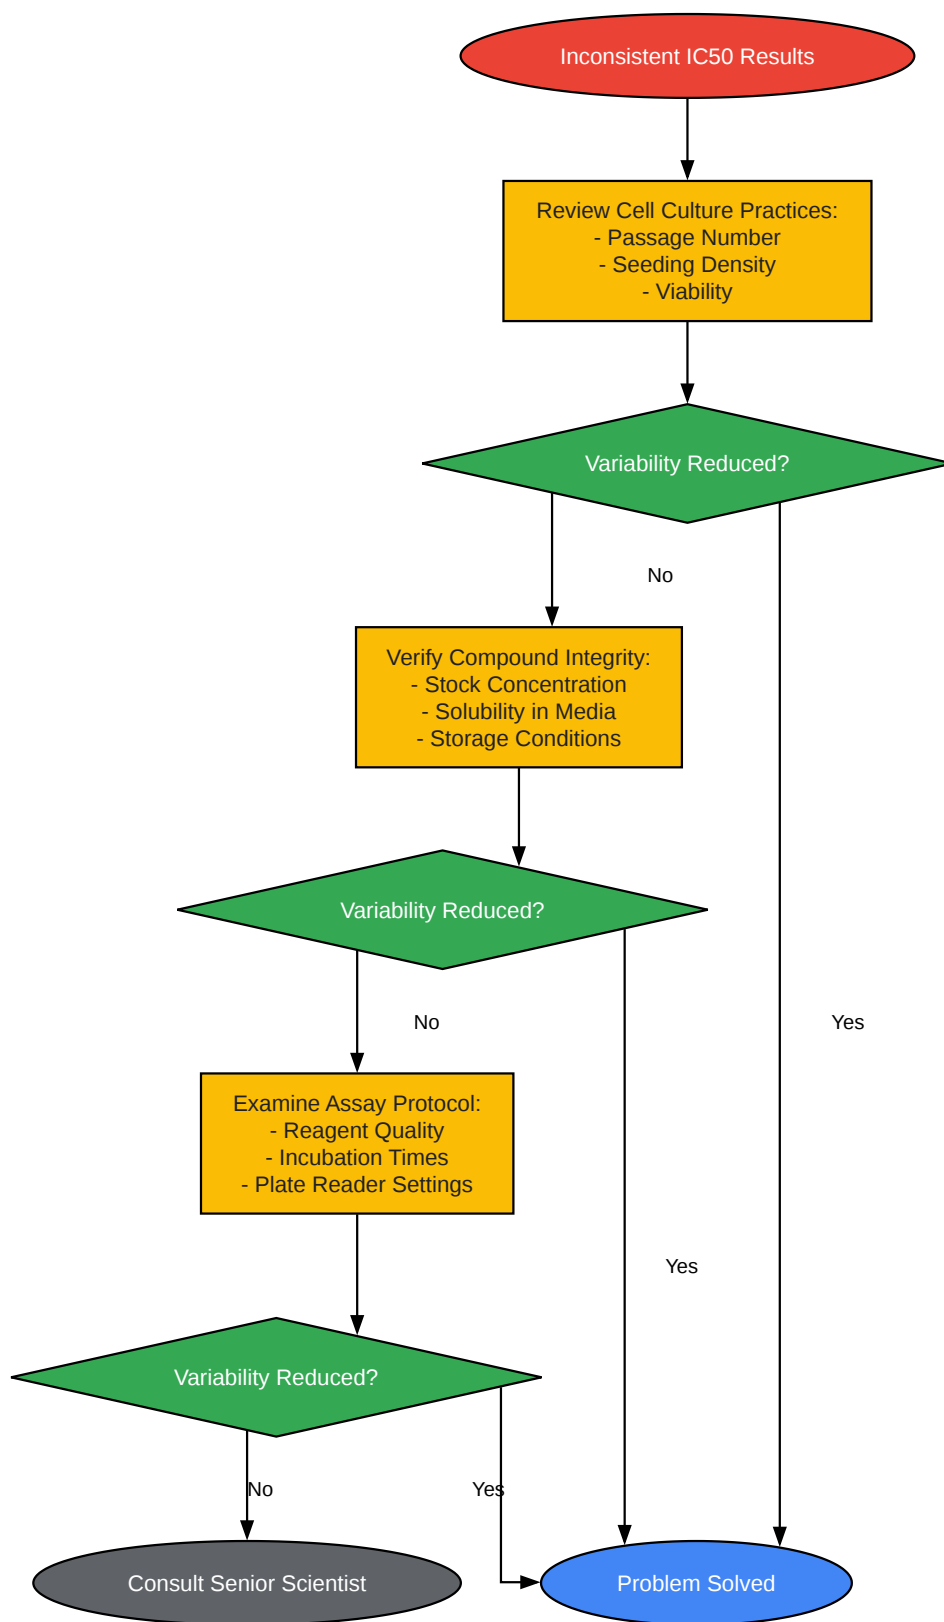 Inconsistent IC50 Results
Review Cell Culture Practices:
- Passage Number
- Seeding Density
- Viability
Variability Reduced?
No
Verify Compound Integrity:
- Stock Concentration
- Solubility in Media
- Storage Conditions
Variability Reduced?
No
Yes
Examine Assay Protocol:
- Reagent Quality
- Incubation Times
- Plate Reader Settings
Yes
Variability Reduced?
No
Yes
Consult Senior Scientist
Problem Solved